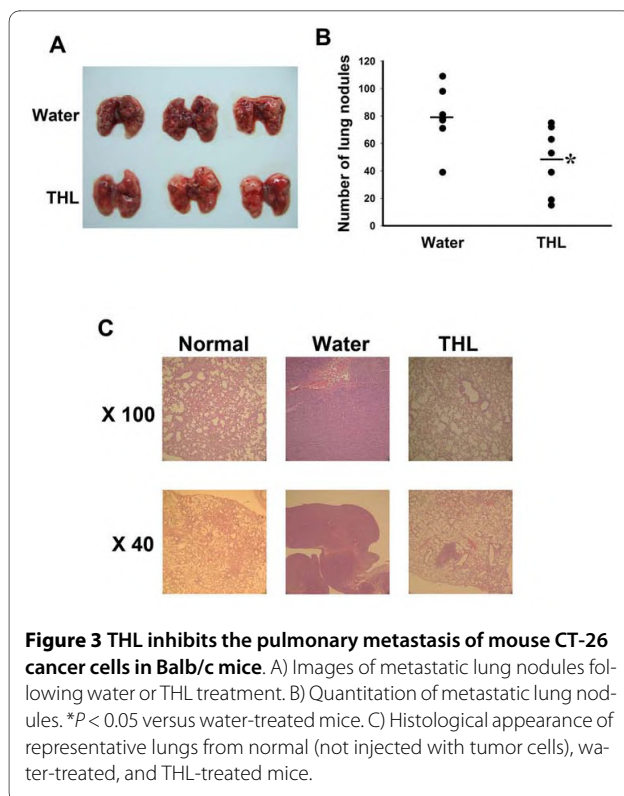 A
Water
THL
B
Number of lung nodules
120
100
80
60
40
20
0
*
Water THL
C
Normal Water THL
X 100
X 40
Figure 3 THL inhibits the pulmonary metastasis of mouse CT-26
cancer cells in Balb/c mice. A) Images of metastatic lung nodules fol-
lowing water or THL treatment. B) Quantitation of metastatic lung nod-
ules. *P < 0.05 versus water-treated mice. C) Histological appearance of
representative lungs from normal (not injected with tumor cells), wa-
ter-treated, and THL-treated mice.